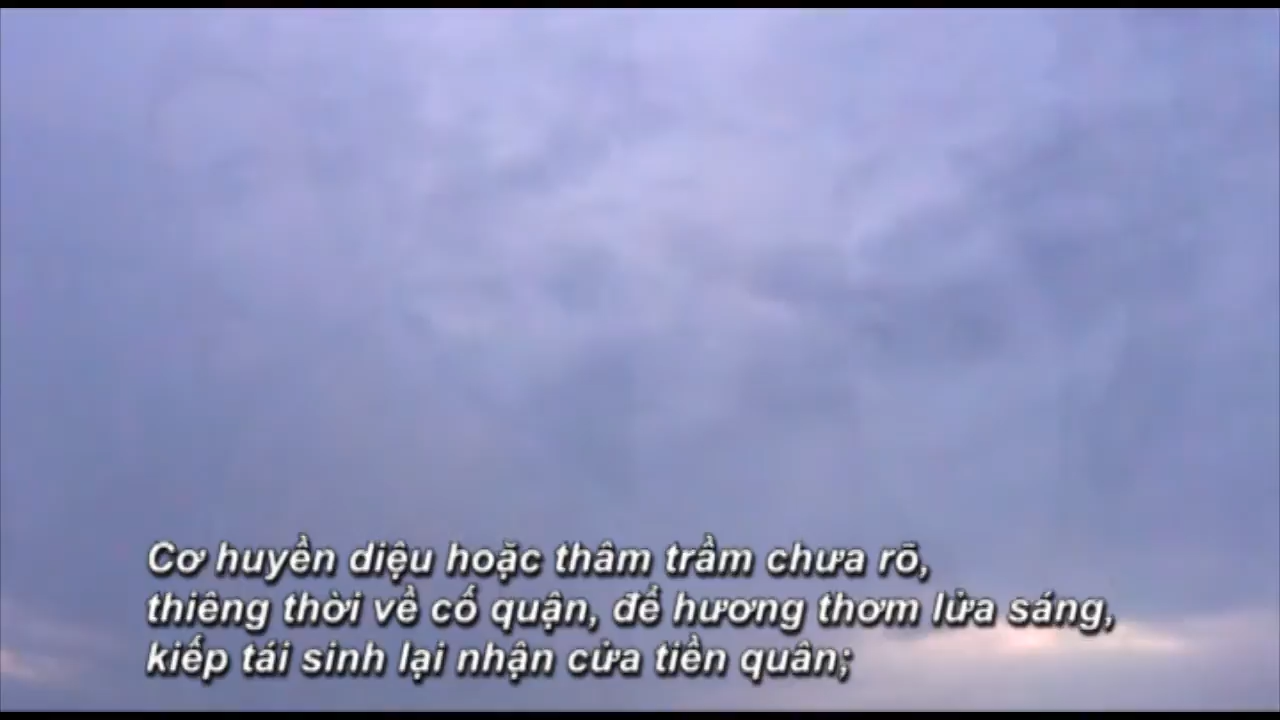 Cơ huyền diệu hoặc thâm trầm chưa rõ,
thiêng thời về cố quận, để hương thơm lửa sáng,
kiếp tái sinh lại nhận cửa tiền quân;